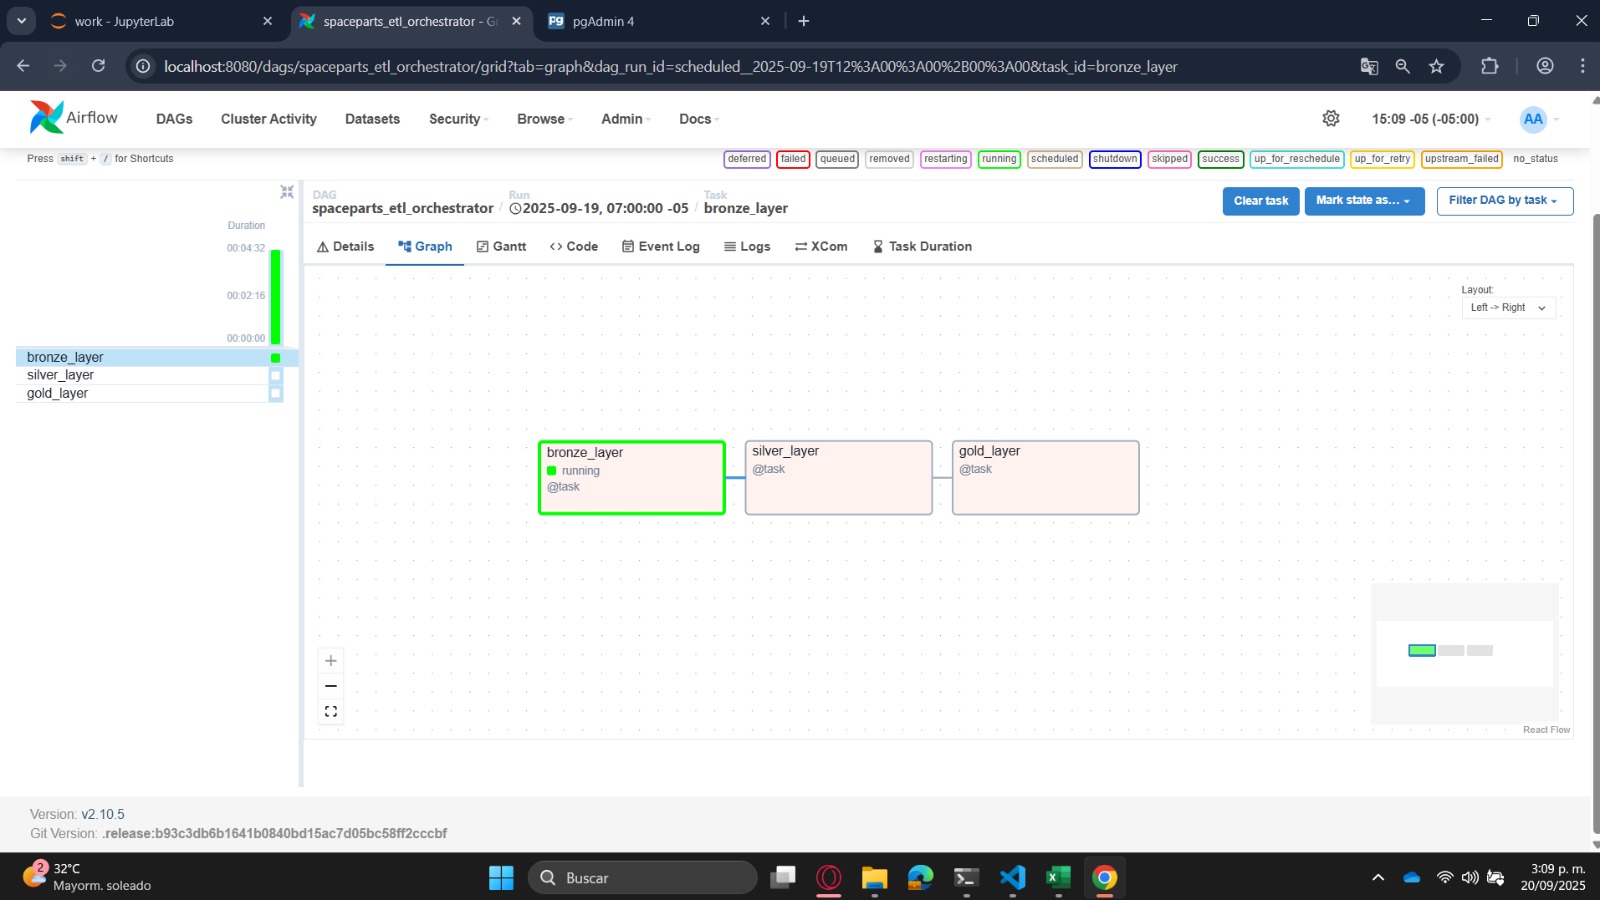 work - JupyterLab
spaceparts_etl_orchestrator - G
pgAdmin 4
localhost:8080/dags/spaceparts_etl_orchestrator/grid?tab=graph&dag_run_id=scheduled__2025-09-19T12%3A00%3A00%2B00%3A00&task_id=bronze_layer
Airflow
DAGs
Cluster Activity
Datasets
Security
Browse
Admin
Docs
15:09 -05 (-05:00)
AA
Press shift + / for Shortcuts
deferred
failed
queued
removed
restarting
running
scheduled
shutdown
skipped
success
up_for_reschedule
up_for_retry
upstream_failed
no_status
DAG
spaceparts_etl_orchestrator
/
Run
2025-09-19, 07:00:00 -05
/
Task
bronze_layer
Clear task
Mark state as...
Filter DAG by task
Duration
00:04:32
00:02:16
00:00:00
bronze_layer
silver_layer
gold_layer
Details
Graph
Gantt
Code
Event Log
Logs
XCom
Task Duration
Layout:
Left -> Right
bronze_layer
running
@task
silver_layer
@task
gold_layer
@task
React Flow
Version: v2.10.5
Git Version: .release:b93c3db6b1641b0840bd15ac7d05bc58ff2cccbf
2
32°C
Mayorm. soleado
Buscar
3:09 p. m.
20/09/2025